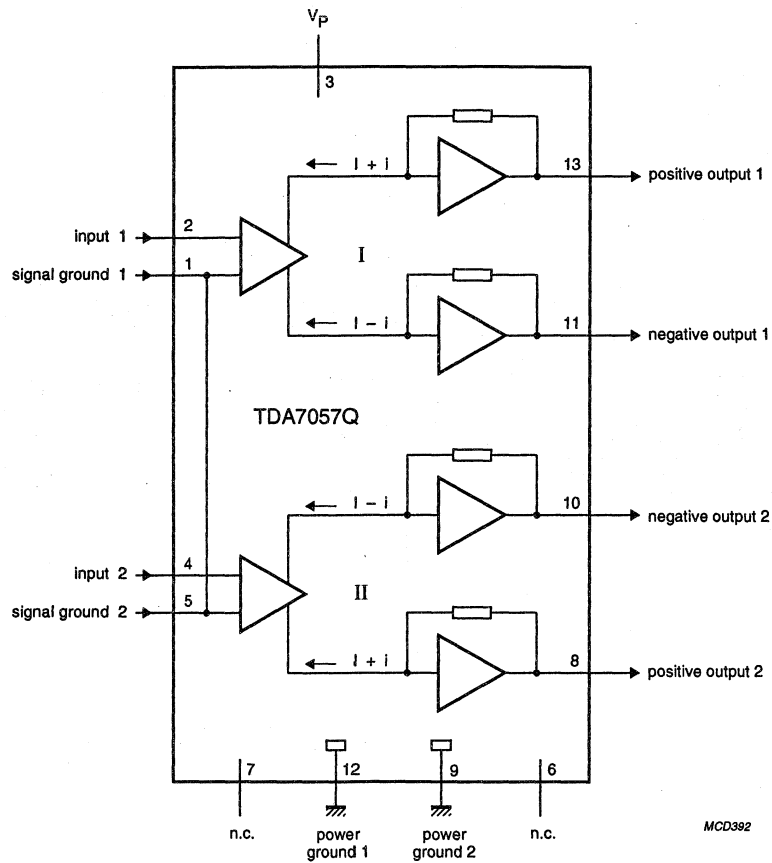 VP
3
I + i
13
positive output 1
2
input 1
1
signal ground 1
I
I − i
11
negative output 1
TDA7057Q
I − i
10
negative output 2
4
input 2
5
signal ground 2
II
I + i
8
positive output 2
7
12
9
6
n.c.
power
ground 1
power
ground 2
n.c.
MCD392